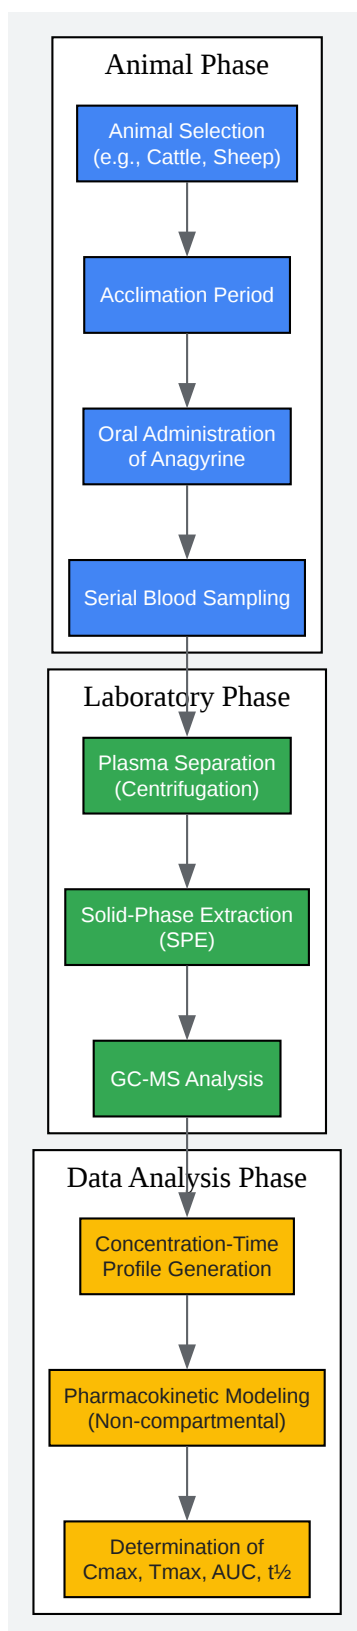 Animal Phase
Animal Selection
(e.g., Cattle, Sheep)
Acclimation Period
Oral Administration
of Anagyrine
Serial Blood Sampling
Laboratory Phase
Plasma Separation
(Centrifugation)
Solid-Phase Extraction
(SPE)
GC-MS Analysis
Data Analysis Phase
Concentration-Time
Profile Generation
Pharmacokinetic Modeling
(Non-compartmental)
Determination of
Cmax, Tmax, AUC, t½